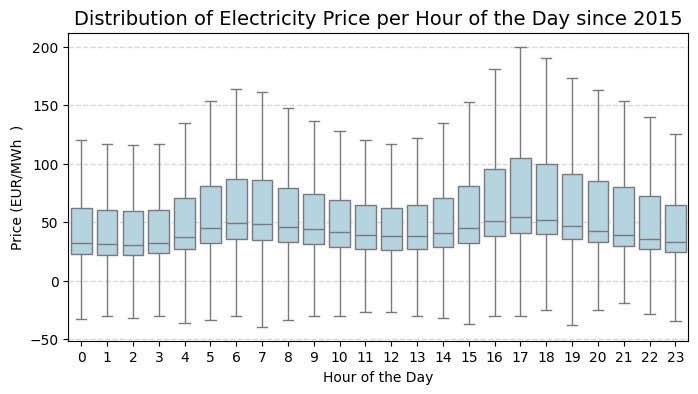 Distribution of Electricity Price per Hour of the Day since 2015
Price (EUR/MWh  )
200
150
100
50
0
−50
0 1 2 3 4 5 6 7 8 9 10 11 12 13 14 15 16 17 18 19 20 21 22 23
Hour of the Day